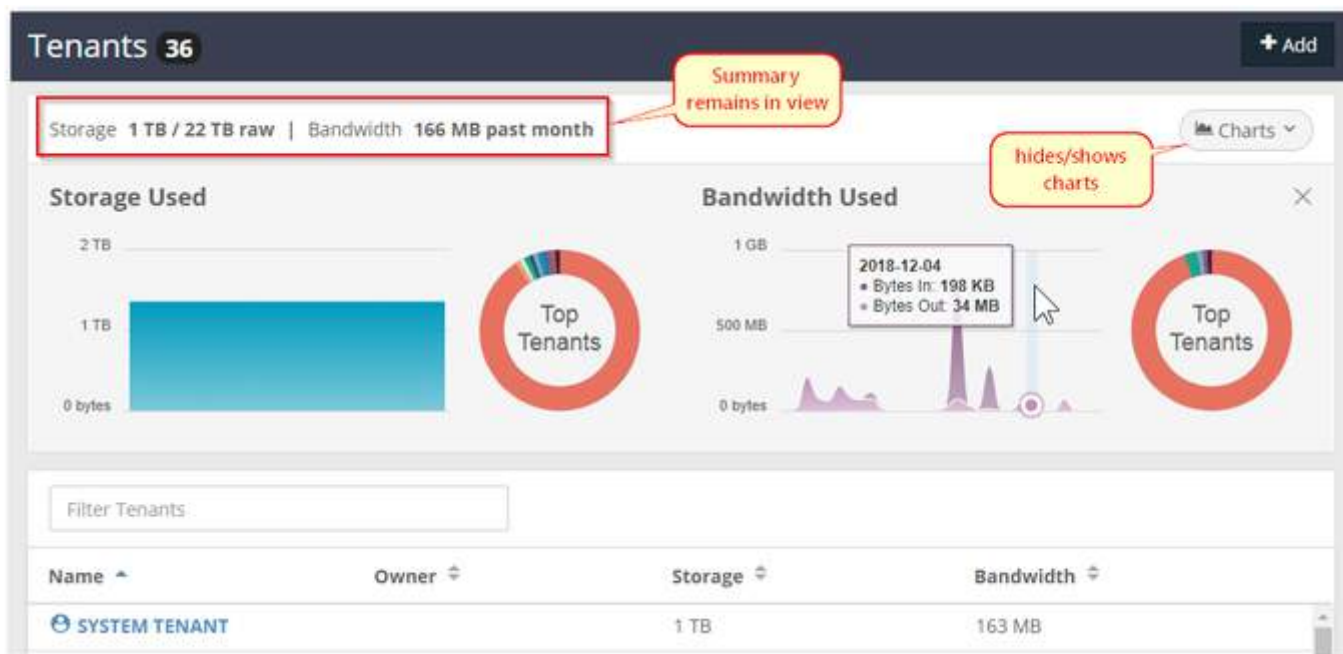 Tenants 36
+ Add
Summary
remains in view
Storage 1 TB / 22 TB raw | Bandwidth 166 MB past month
Charts
hides/shows
charts
Storage Used
2 TB
1 TB
0 bytes
Top
Tenants
Bandwidth Used
1 GB
500 MB
0 bytes
2018-12-04
• Bytes In: 198 KB
• Bytes Out: 34 MB
Top
Tenants
Filter Tenants
Name Owner Storage Bandwidth
SYSTEM TENANT 1 TB 163 MB